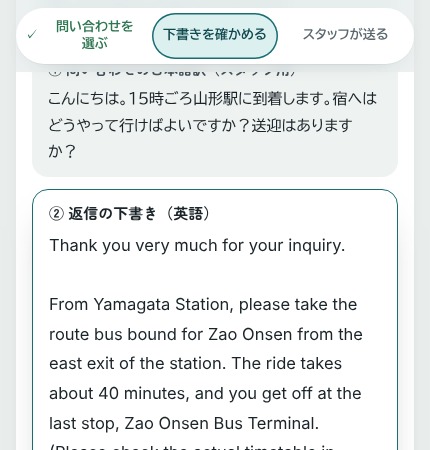 ✓ 問い合わせを
選ぶ
下書きを確かめる
スタッフが送る
こんにちは。15時ごろ山形駅に到着します。宿へは
どうやって行けばよいですか？送迎はあります
か？
② 返信の下書き（英語）
Thank you very much for your inquiry.
From Yamagata Station, please take the
route bus bound for Zao Onsen from the
east exit of the station. The ride takes
about 40 minutes, and you get off at the
last stop, Zao Onsen Bus Terminal.
(Please check the actual timetable in